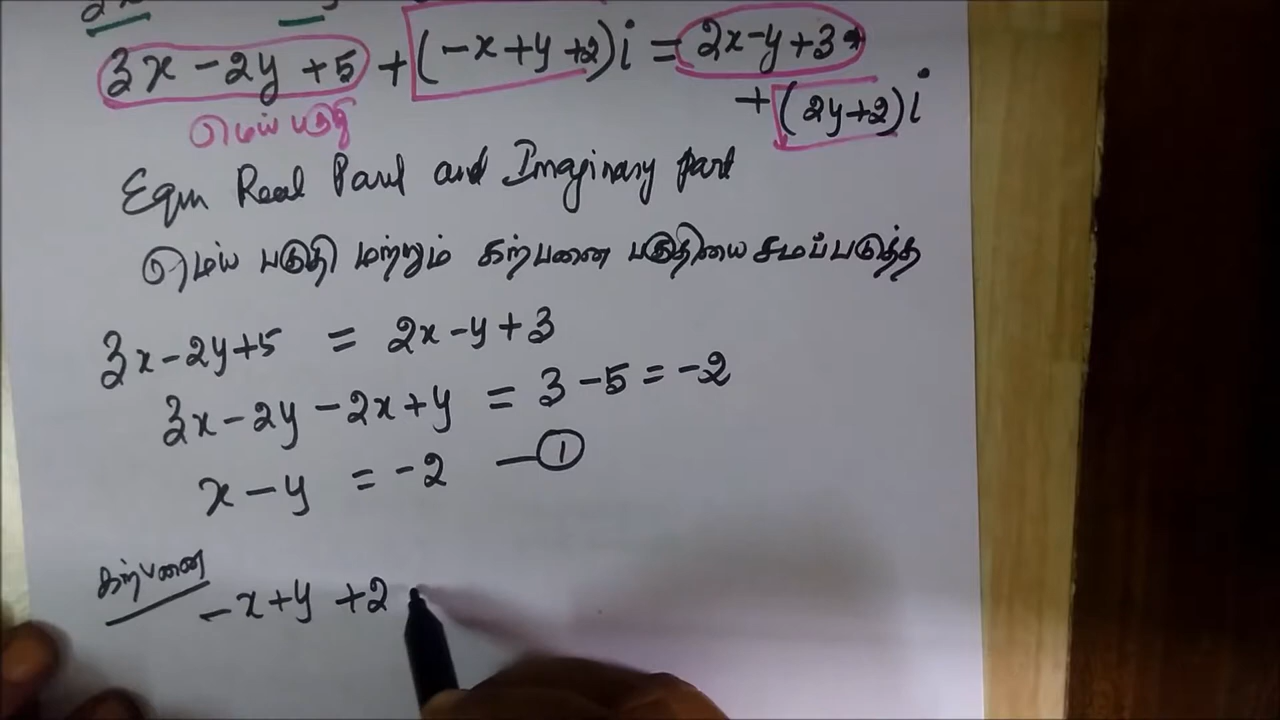 3x - 2y + 5 + (-x + y + 2)i = 2x - y + 3
+ (2y + 2)i
மெய் பகுதி
Equ Real Part and Imaginary part
மெய் பகுதி மற்றும் கற்பனை பகுதியை சமப்படுத்த
3x - 2y + 5 = 2x - y + 3
3x - 2y - 2x + y = 3 - 5 = -2
x - y = -2 — ①
கற்பனை
-x + y + 2